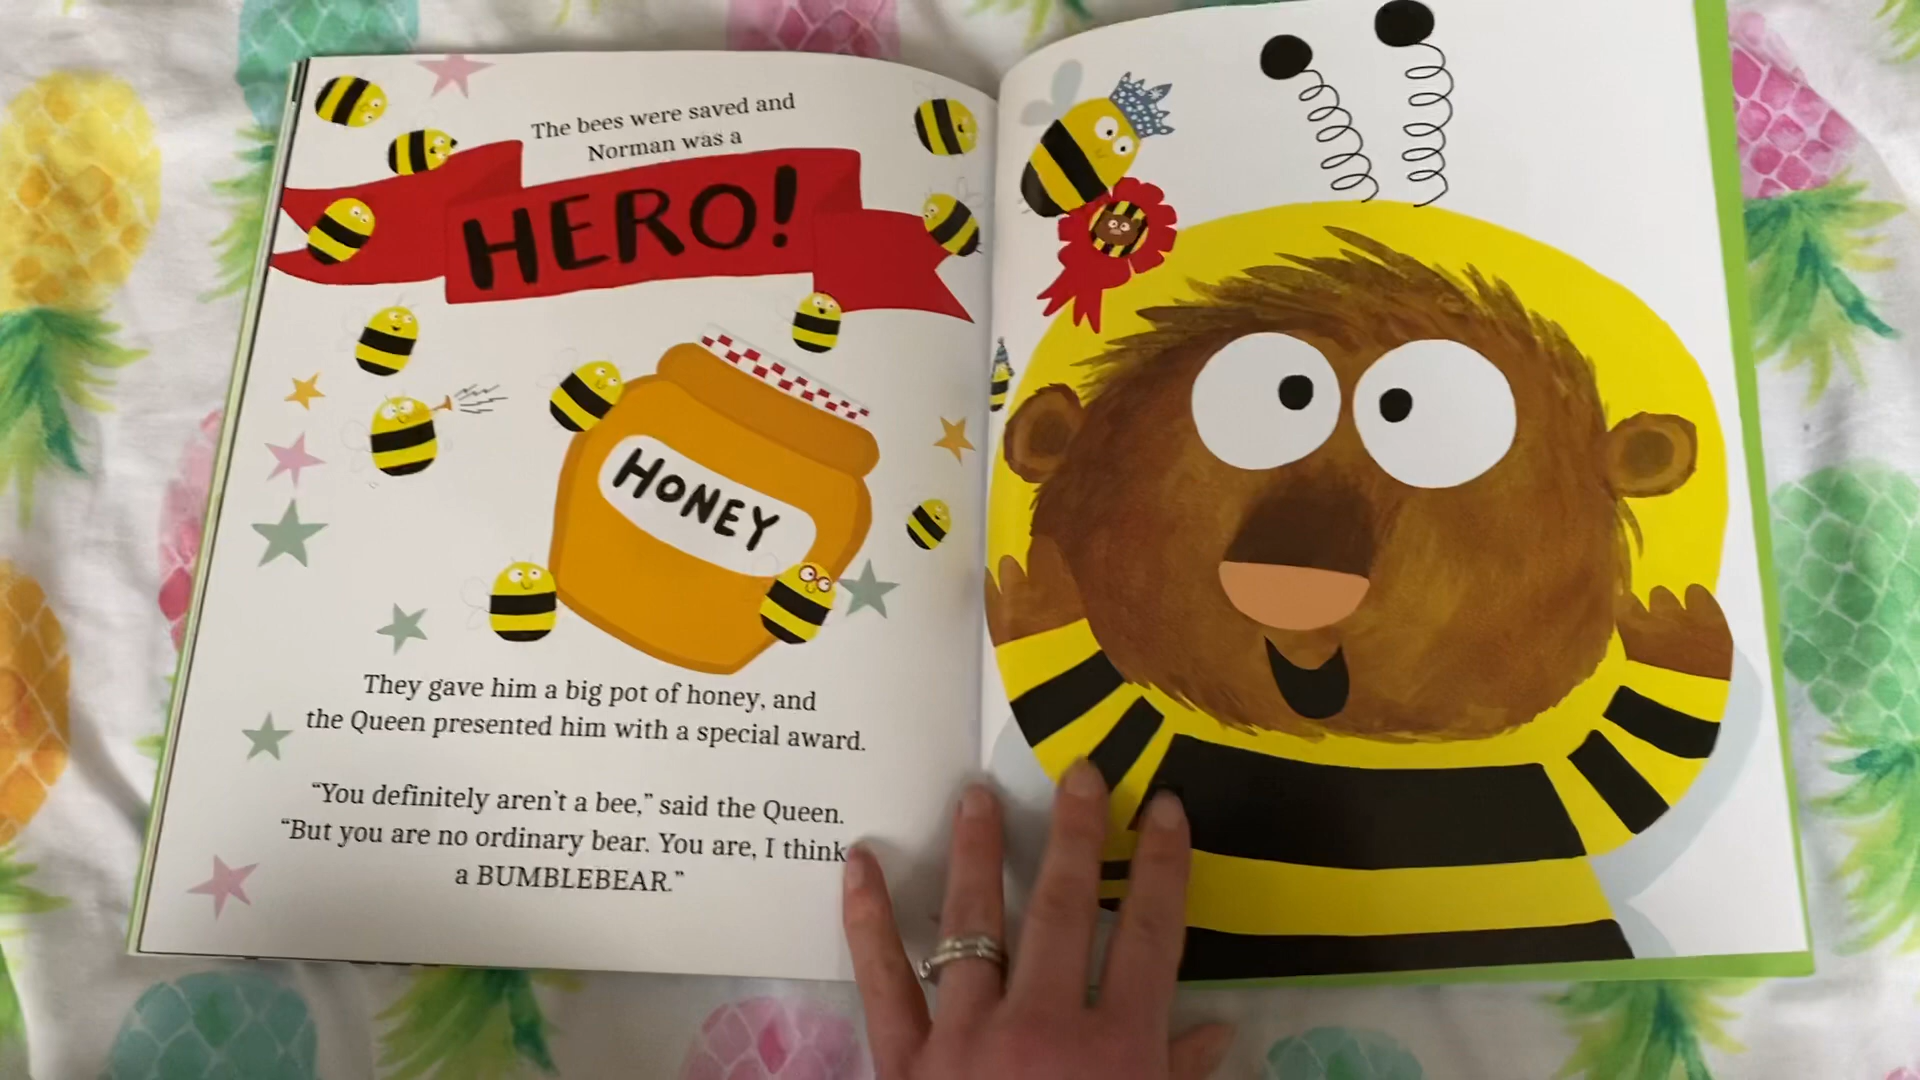 The bees were saved and
Norman was a
HERO!
HONEY
They gave him a big pot of honey, and
the Queen presented him with a special award.
“You definitely aren’t a bee,” said the Queen.
“But you are no ordinary bear. You are, I think
a BUMBLEBEAR.”